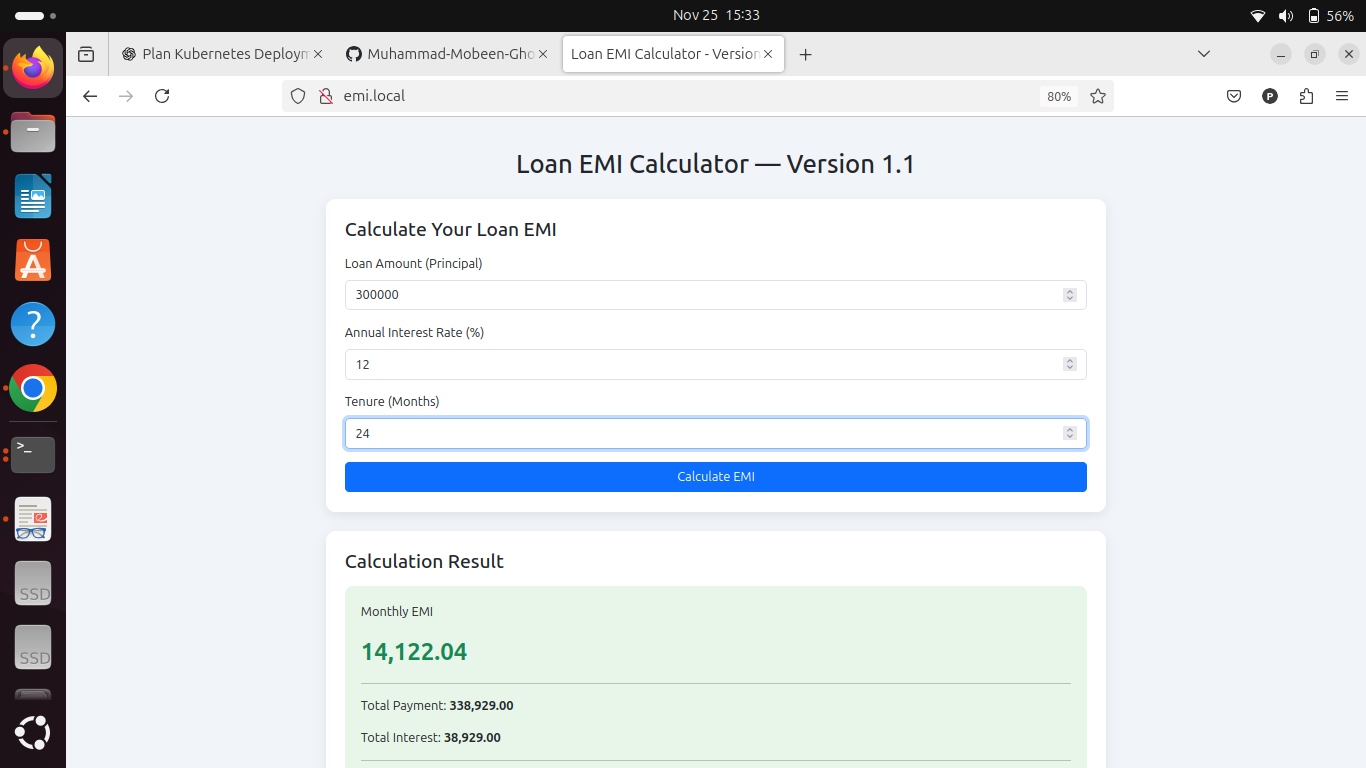 Nov 25 15:33
56%
Plan Kubernetes Deploym
Muhammad-Mobeen-Gho
Loan EMI Calculator - Version
emi.local
80%
P
Loan EMI Calculator — Version 1.1
Calculate Your Loan EMI
Loan Amount (Principal)
300000
Annual Interest Rate (%)
12
Tenure (Months)
24
Calculate EMI
Calculation Result
Monthly EMI
14,122.04
Total Payment: 338,929.00
Total Interest: 38,929.00
>_
SSD
SSD